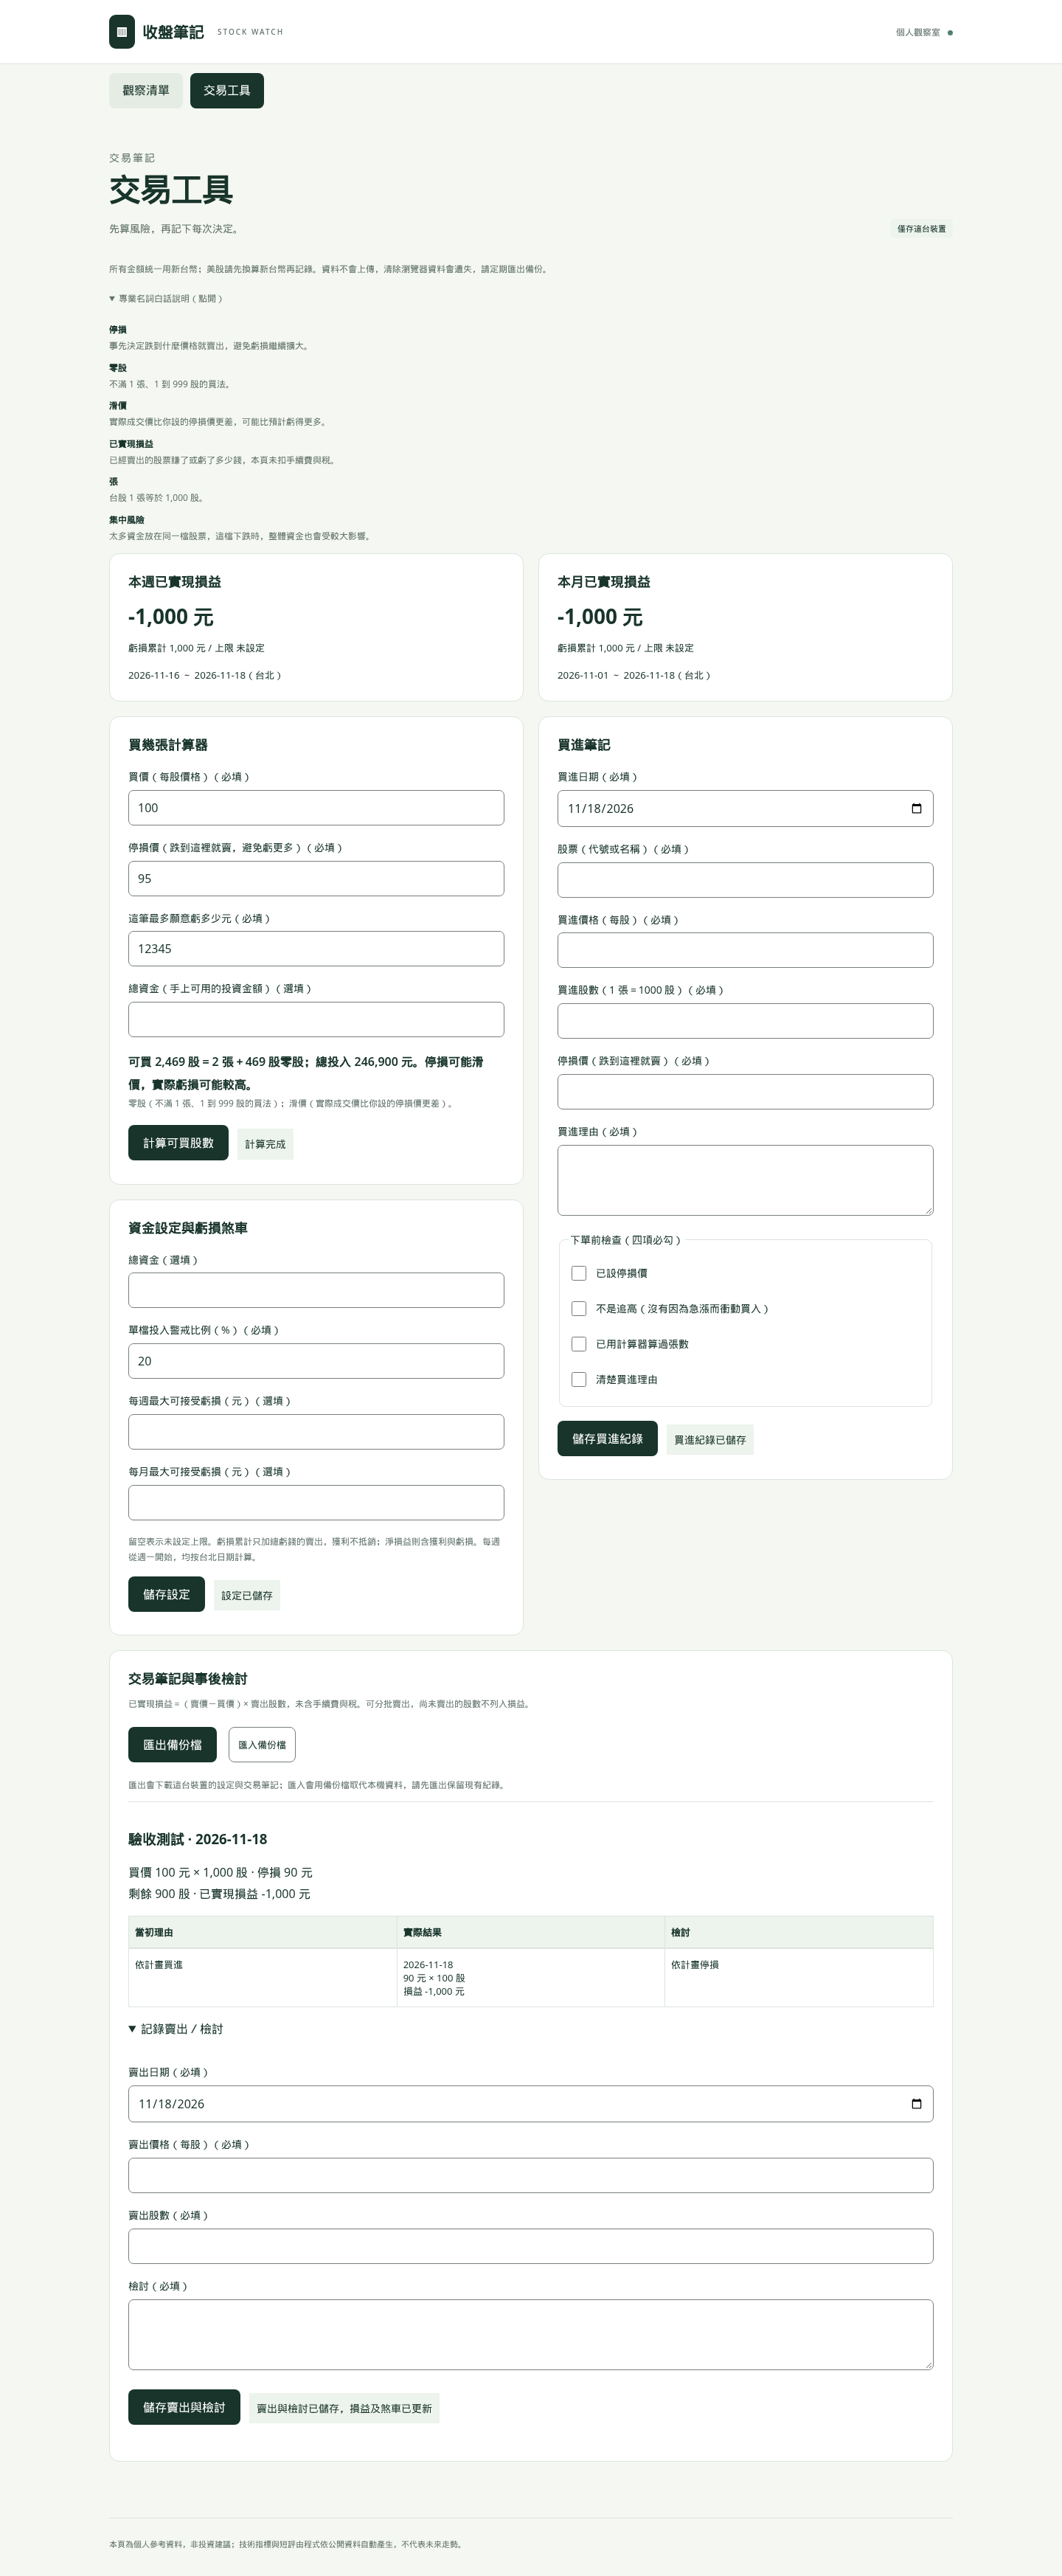 收盤筆記 STOCK WATCH
個人觀察室
觀察清單
交易工具
交易筆記
交易工具
先算風險，再記下每次決定。
僅存這台裝置
所有金額統一用新台幣；美股請先換算新台幣再記錄。資料不會上傳，清除瀏覽器資料會遺失，請定期匯出備份。
▼ 專業名詞白話說明（點開）
停損
事先決定跌到什麼價格就賣出，避免虧損繼續擴大。
零股
不滿 1 張、1 到 999 股的買法。
滑價
實際成交價比你設的停損價更差，可能比預計虧得更多。
已實現損益
已經賣出的股票賺了或虧了多少錢，本頁未扣手續費與稅。
張
台股 1 張等於 1,000 股。
集中風險
太多資金放在同一檔股票，這檔下跌時，整體資金也會受較大影響。
本週已實現損益
-1,000 元
虧損累計 1,000 元 / 上限 未設定
2026-11-16 ~ 2026-11-18（台北）
本月已實現損益
-1,000 元
虧損累計 1,000 元 / 上限 未設定
2026-11-01 ~ 2026-11-18（台北）
買幾張計算器
買價（每股價格）（必填）
100
停損價（跌到這裡就賣，避免虧更多）（必填）
95
這筆最多願意虧多少元（必填）
12345
總資金（手上可用的投資金額）（選填）
可買 2,469 股 = 2 張 + 469 股零股；總投入 246,900 元。停損可能滑
價，實際虧損可能較高。
零股（不滿 1 張、1 到 999 股的買法）；滑價（實際成交價比你設的停損價更差）。
計算可買股數
計算完成
買進筆記
買進日期（必填）
11/18/2026
股票（代號或名稱）（必填）
買進價格（每股）（必填）
買進股數（1 張 = 1000 股）（必填）
停損價（跌到這裡就賣）（必填）
買進理由（必填）
下單前檢查（四項必勾）
已設停損價
不是追高（沒有因為急漲而衝動買入）
已用計算器算過張數
清楚買進理由
儲存買進紀錄
買進紀錄已儲存
資金設定與虧損煞車
總資金（選填）
單檔投入警戒比例（%）（必填）
20
每週最大可接受虧損（元）（選填）
每月最大可接受虧損（元）（選填）
留空表示未設定上限。虧損累計只加總虧錢的賣出，獲利不抵銷；淨損益則含獲利與虧損。每週
從週一開始，均按台北日期計算。
儲存設定
設定已儲存
交易筆記與事後檢討
已實現損益 = （賣價－買價）× 賣出股數，未含手續費與稅。可分批賣出，尚未賣出的股數不列入損益。
匯出備份檔
匯入備份檔
匯出會下載這台裝置的設定與交易筆記；匯入會用備份檔取代本機資料，請先匯出保留現有紀錄。
驗收測試 · 2026-11-18
買價 100 元 × 1,000 股 · 停損 90 元
剩餘 900 股 · 已實現損益 -1,000 元
當初理由
實際結果
檢討
依計畫買進
2026-11-18
90 元 × 100 股
損益 -1,000 元
依計畫停損
▼ 記錄賣出 / 檢討
賣出日期（必填）
11/18/2026
賣出價格（每股）（必填）
賣出股數（必填）
檢討（必填）
儲存賣出與檢討
賣出與檢討已儲存，損益及煞車已更新
本頁為個人參考資料，非投資建議；技術指標與短評由程式依公開資料自動產生，不代表未來走勢。